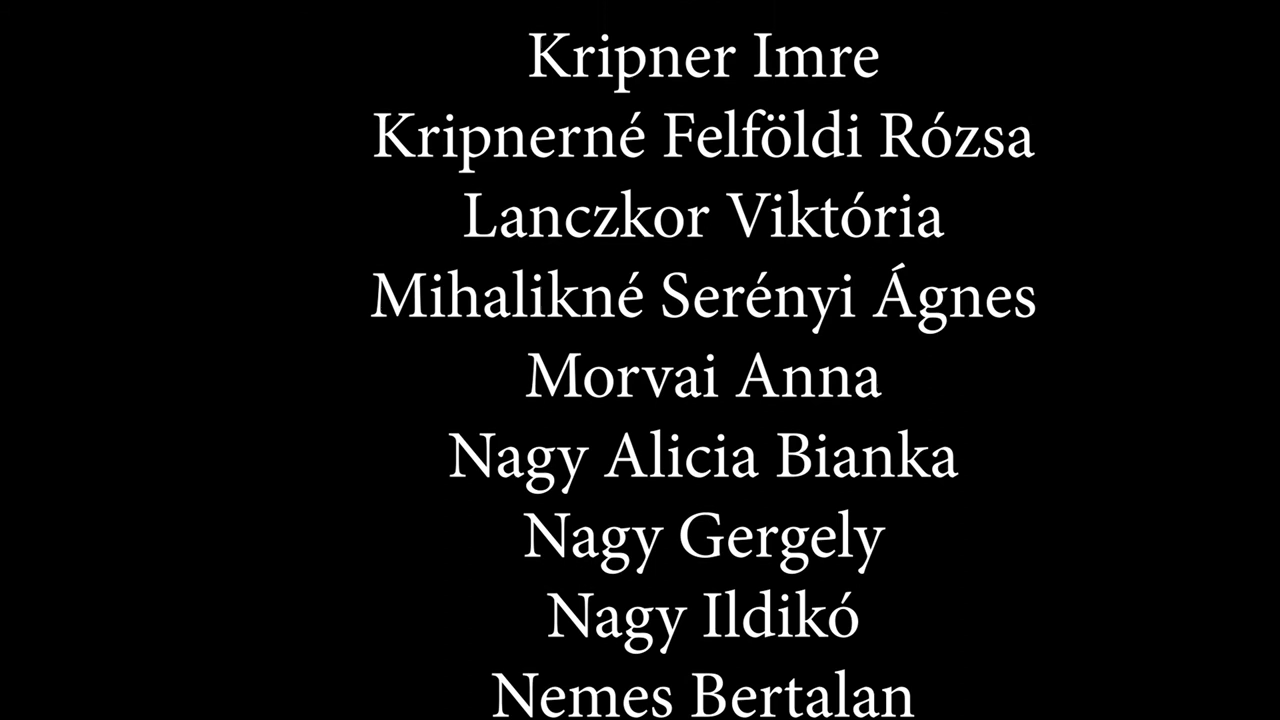 Kripner Imre
Kripnerné Felföldi Rózsa
Lanczkor Viktória
Mihalikné Serényi Ágnes
Morvai Anna
Nagy Alicia Bianka
Nagy Gergely
Nagy Ildikó
Nemes Bertalan